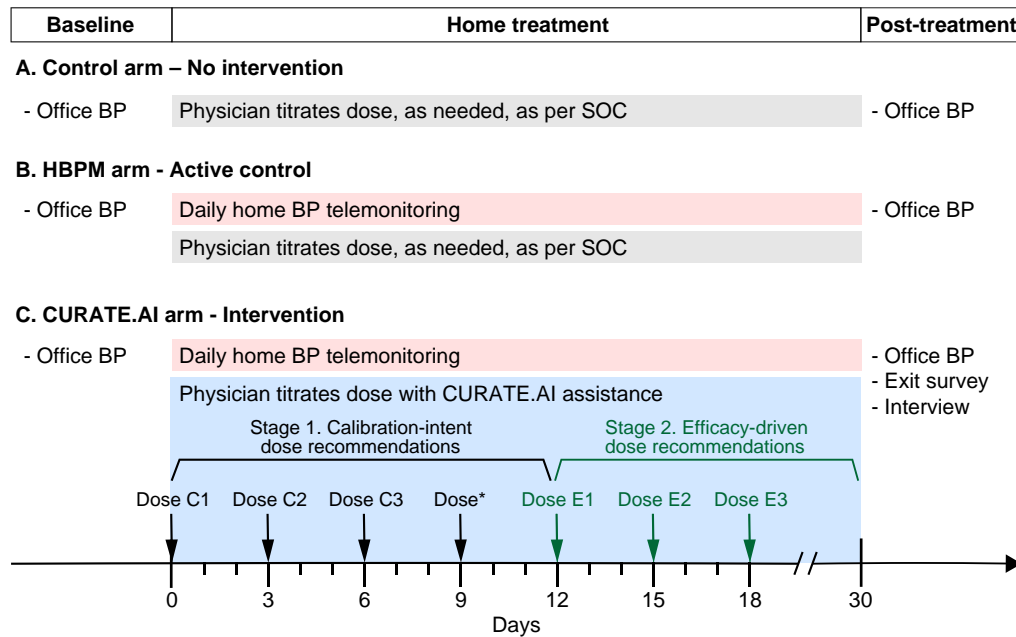 Baseline Home treatment Post-treatment
A. Control arm – No intervention
- Office BP Physician titrates dose, as needed, as per SOC - Office BP
B. HBPM arm - Active control
- Office BP Daily home BP telemonitoring - Office BP
Physician titrates dose, as needed, as per SOC
C. CURATE.AI arm - Intervention
- Office BP Daily home BP telemonitoring - Office BP
- Exit survey
Physician titrates dose with CURATE.AI assistance
- Interview
Stage 1. Calibration-intent
dose recommendations
Stage 2. Efficacy-driven
dose recommendations
Dose C1 Dose C2 Dose C3 Dose* Dose E1 Dose E2 Dose E3
0 3 6 9 12 15 18 30
Days